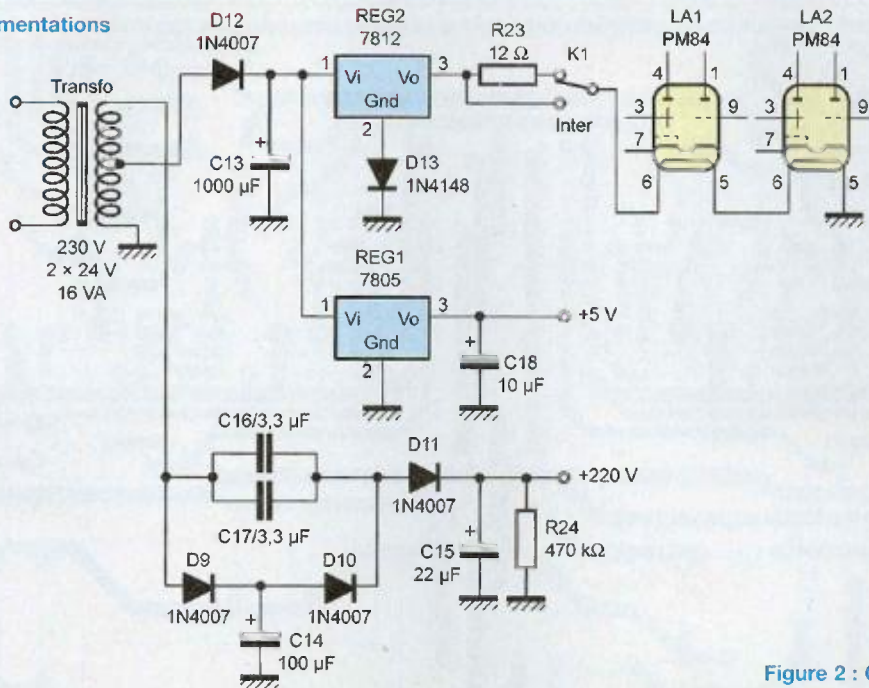 mentations
D12
1N4007
REG2
7812
R23
12 Ω
K1
LA1
PM84
LA2
PM84
Transfo
1
Vi
Vo
3
Gnd
2
Inter
4
1
3
9
7
6
5
4
1
3
9
7
6
5
+
C13
1000 µF
D13
1N4148
230 V
2 × 24 V
16 VA
REG1
7805
1
Vi
Vo
3
+5 V
Gnd
2
+
C18
10 µF
C16/3,3 µF
D11
1N4007
+220 V
C17/3,3 µF
+
C15
22 µF
R24
470 kΩ
D9
1N4007
D10
1N4007
+
C14
100 µF
Figure 2 :